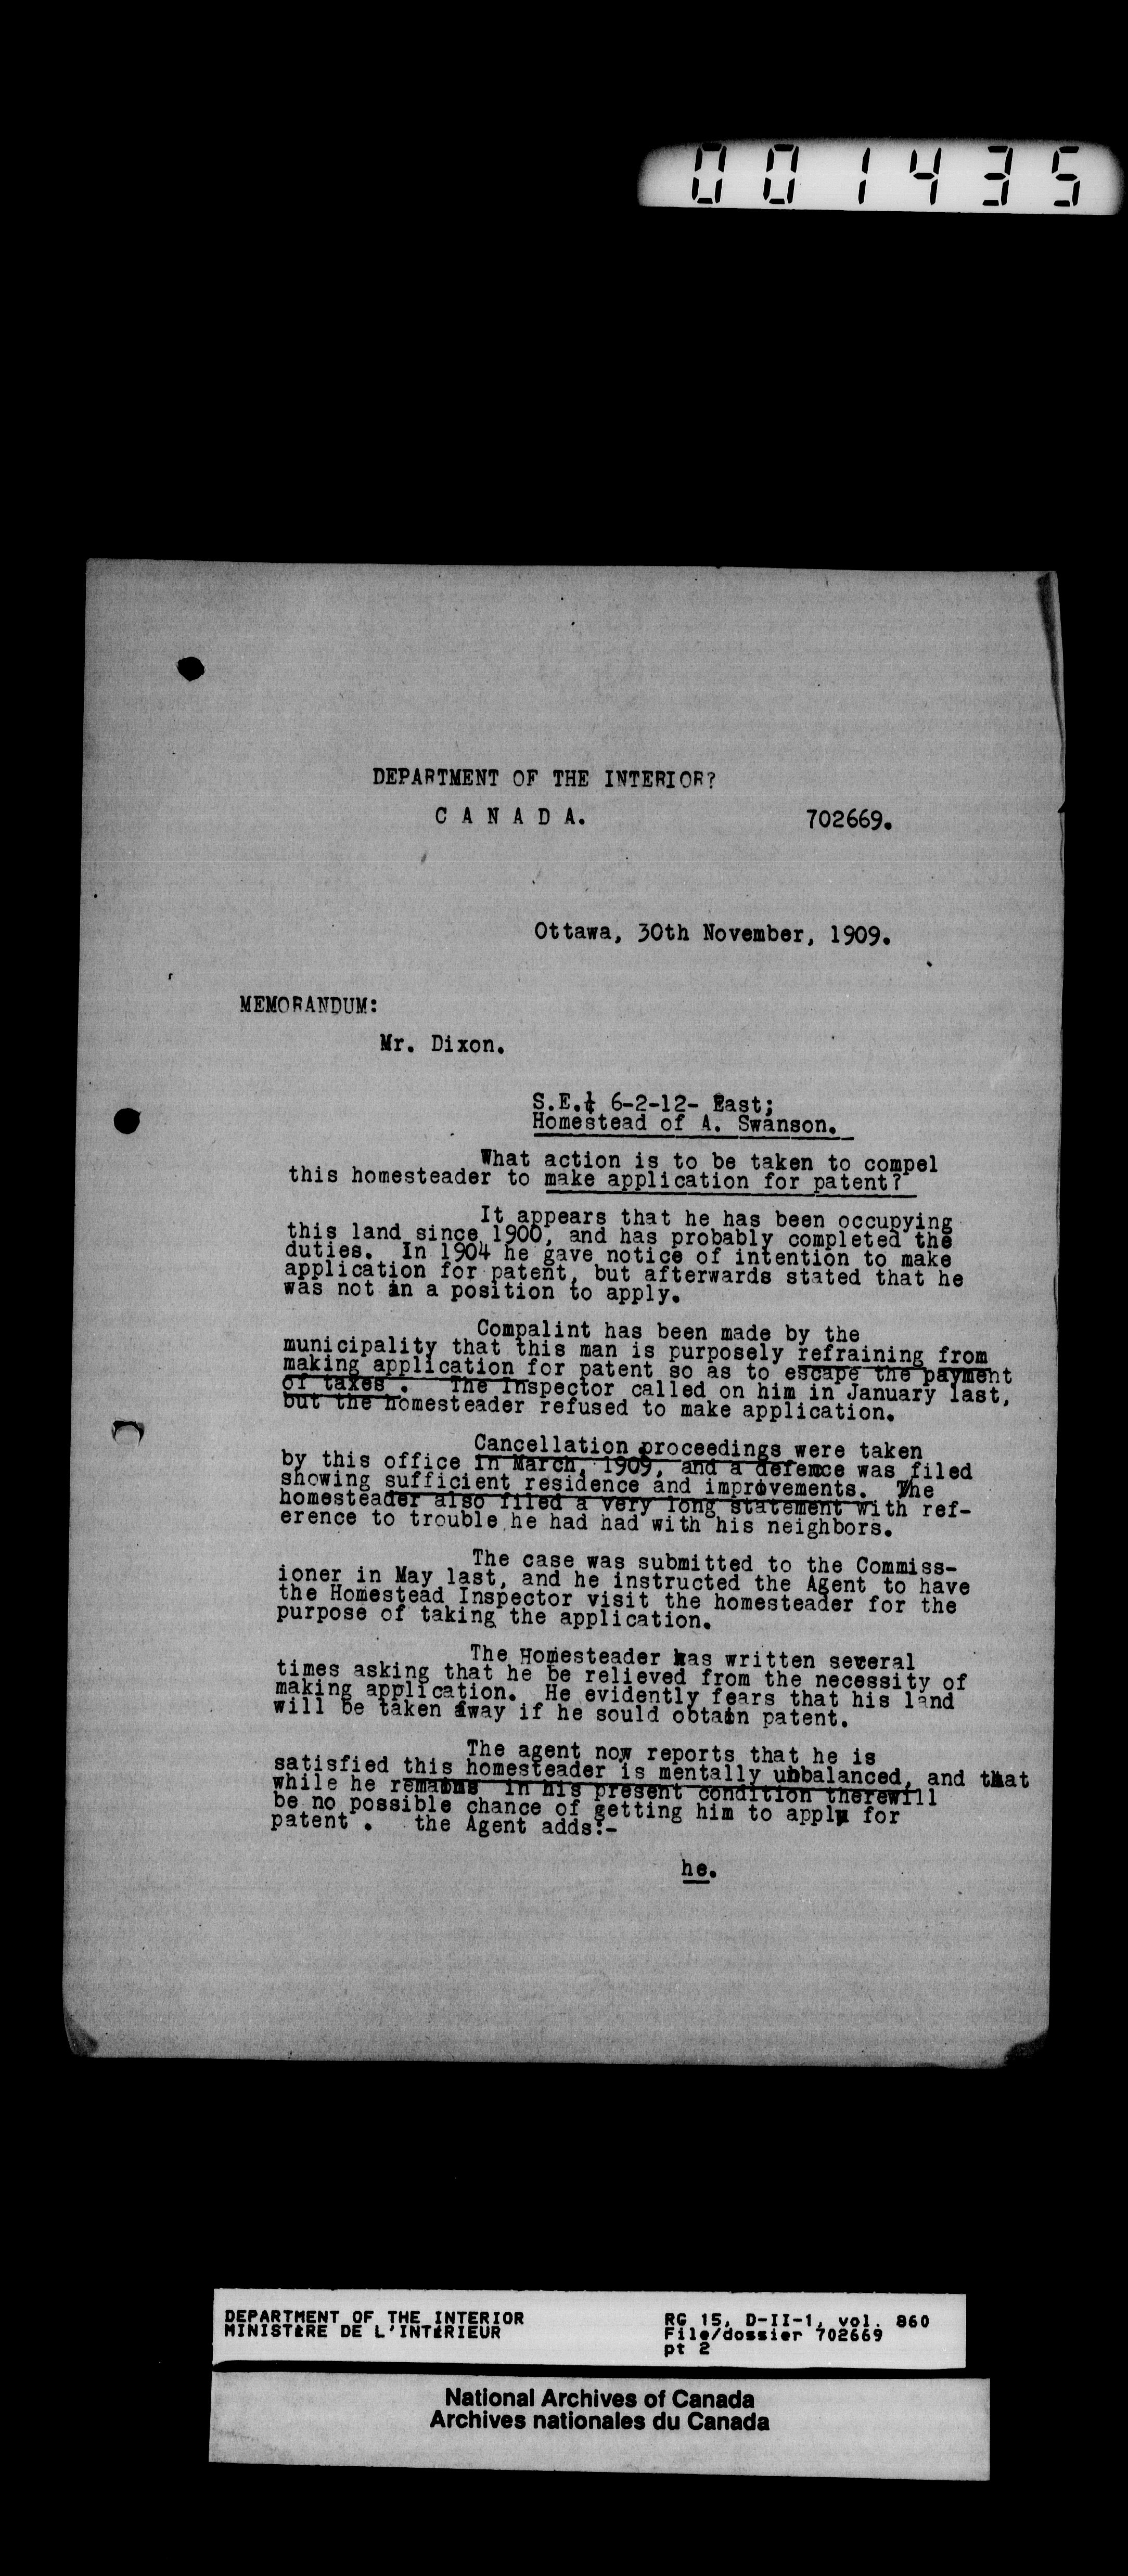 001435
DEPARTMENT OF THE INTERIOR?
C A N A D A.
702669.
Ottawa, 30th November, 1909.
MEMORANDUM:
Mr. Dixon.
S.E.¼ 6-2-12- East;
Homestead of A. Swanson.
What action is to be taken to compel
this homesteader to make application for patent?
It appears that he has been occupying
this land since 1900, and has probably completed the
duties. In 1904 he gave notice of intention to make
application for patent, but afterwards stated that he
was not in a position to apply.
Compalint has been made by the
municipality that this man is purposely refraining from
making application for patent so as to escape the payment
of taxes . The Inspector called on him in January last,
but the homesteader refused to make application.
Cancellation proceedings were taken
by this office in March, 1909, and a defence was filed
showing sufficient residence and improvements. The
homesteader also filed a very long statement with ref-
erence to trouble he had had with his neighbors.
The case was submitted to the Commiss-
ioner in May last, and he instructed the Agent to have
the Homestead Inspector visit the homesteader for the
purpose of taking the application.
The Homesteader has written several
times asking that he be relieved from the necessity of
making application. He evidently fears that his land
will be taken away if he sould obtain patent.
The agent now reports that he is
satisfied this homesteader is mentally unbalanced, and that
while he remains in his present condition therewill
be no possible chance of getting him to apply for
patent . the Agent adds:-
he.
DEPARTMENT OF THE INTERIOR
MINISTÈRE DE L'INTÉRIEUR
RG 15, D-II-1, vol. 860
File/dossier 702669
pt 2
National Archives of Canada
Archives nationales du Canada